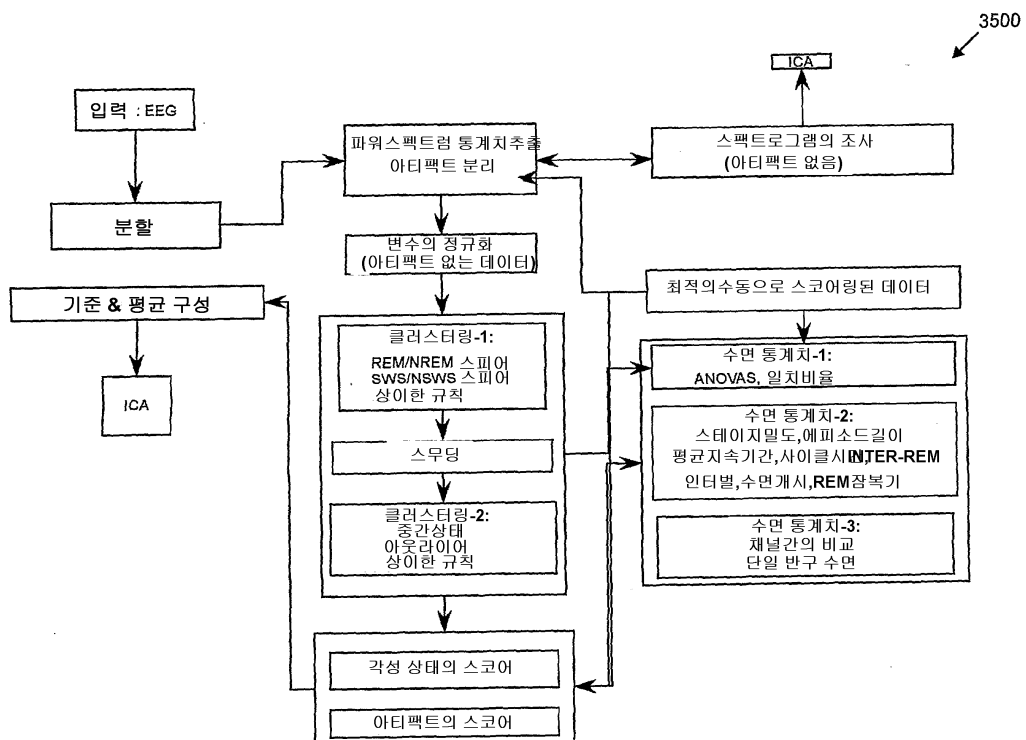 3500
ICA
입력 : EEG
파워스펙트럼 통계치추출
아티팩트 분리
스팩트로그램의 조사
(아티팩트 없음)
분할
변수의 정규화
(아티팩트 없는 데이터)
최적의수동으로 스코어링된 데이터
기준 & 평균 구성
ICA
클러스터링-1:
REM/NREM 스피어
SWS/NSWS 스피어
상이한 규칙
스무딩
클러스터링-2:
중간상태
아웃라이어
상이한 규칙
수면 통계치-1:
ANOVAS, 일치비율
수면 통계치-2:
스테이지밀도,에피소드길이
평균지속기간,사이클시 INTER-REM
인터벌,수면개시,REM잠복기
수면 통계치-3:
채널간의 비교
단일 반구 수면
각성 상태의 스코어
아티팩트의 스코어